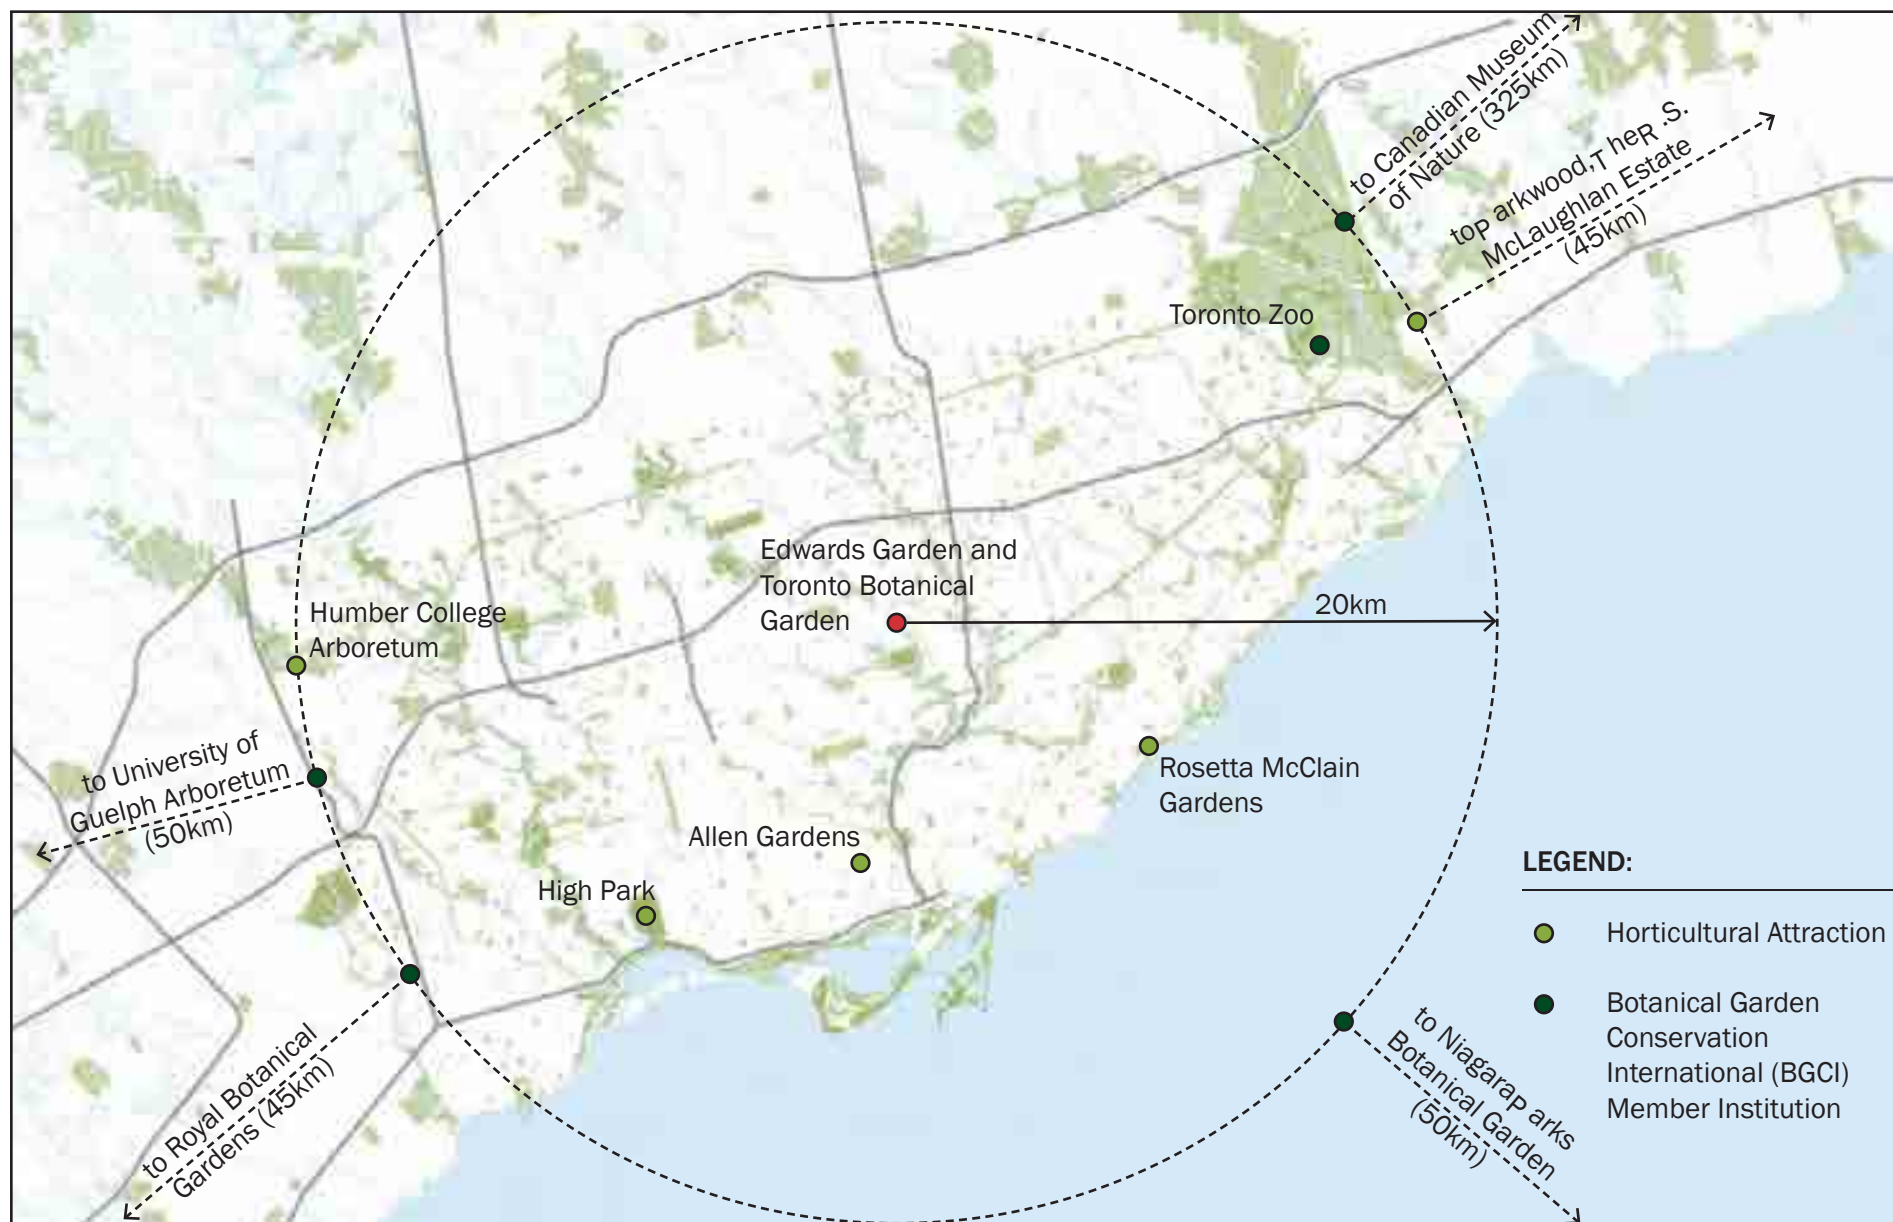 to Canadian Museum
of Nature (325km)
toP arkwood,T heR .S.
McLaughlan Estate
(45km)
Toronto Zoo
Edwards Garden and
Toronto Botanical
Garden
20km
Humber College
Arboretum
to University of
Guelph Arboretum
(50km)
Rosetta McClain
Gardens
Allen Gardens
High Park
to Royal Botanical
Gardens (45km)
to NiagaraP arks
Botanical Garden
(50km)
LEGEND:
Horticultural Attraction
Botanical Garden
Conservation
International (BGCI)
Member Institution